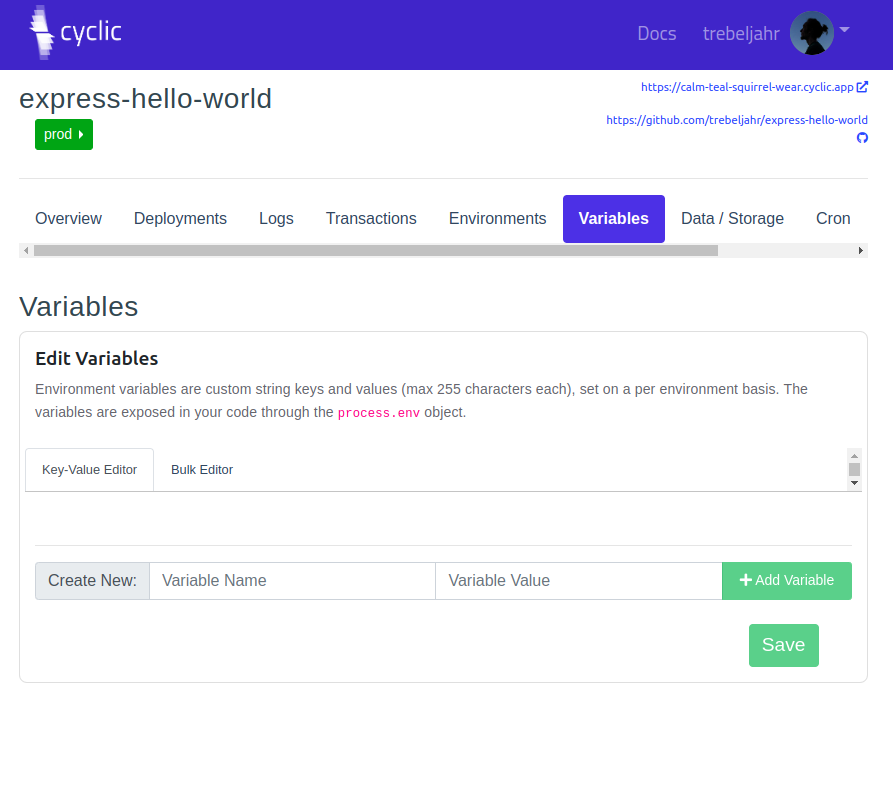 cyclic
Docs trebeljahr
express-hello-world
https://calm-teal-squirrel-wear.cyclic.app
prod
https://github.com/trebeljahr/express-hello-world
Overview Deployments Logs Transactions Environments Variables Data / Storage Cron
Variables
Edit Variables
Environment variables are custom string keys and values (max 255 characters each), set on a per environment basis. The
variables are exposed in your code through the process.env object.
Key-Value Editor Bulk Editor
Create New: Variable Name Variable Value Add Variable
Save